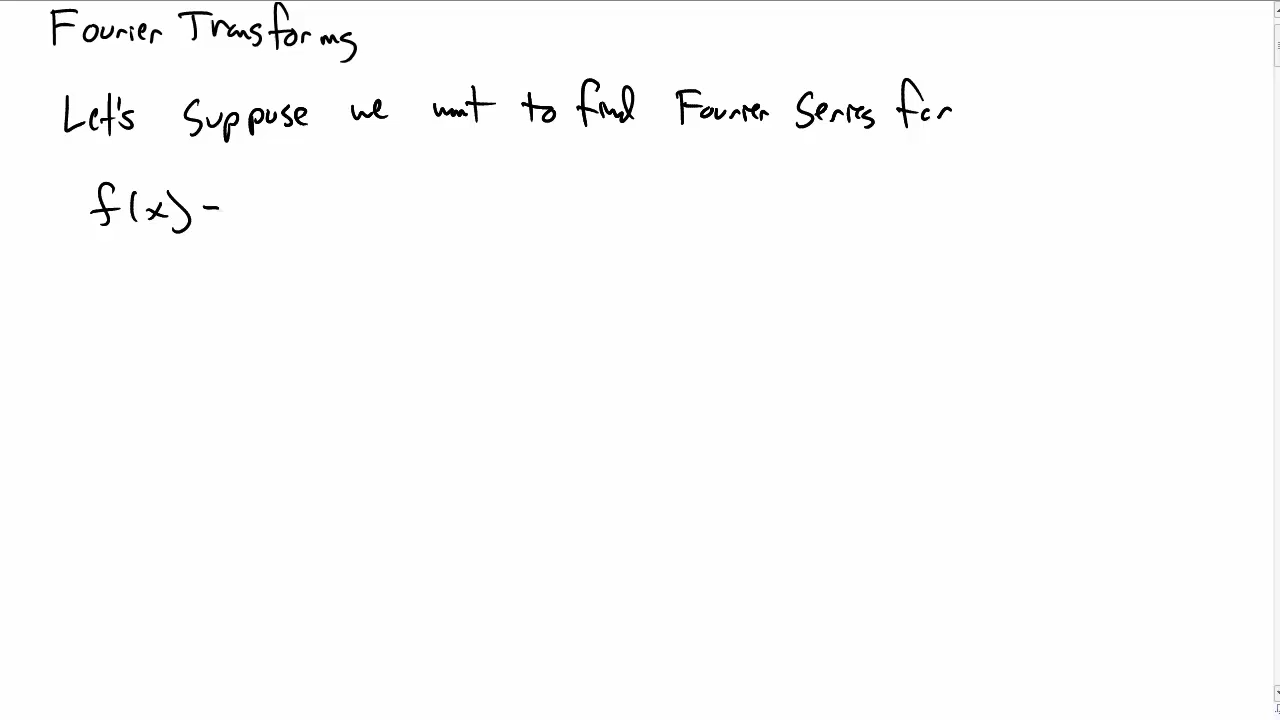 Fourier Transforms
Let's Suppose we want to find Fourier Series for
f(x) -